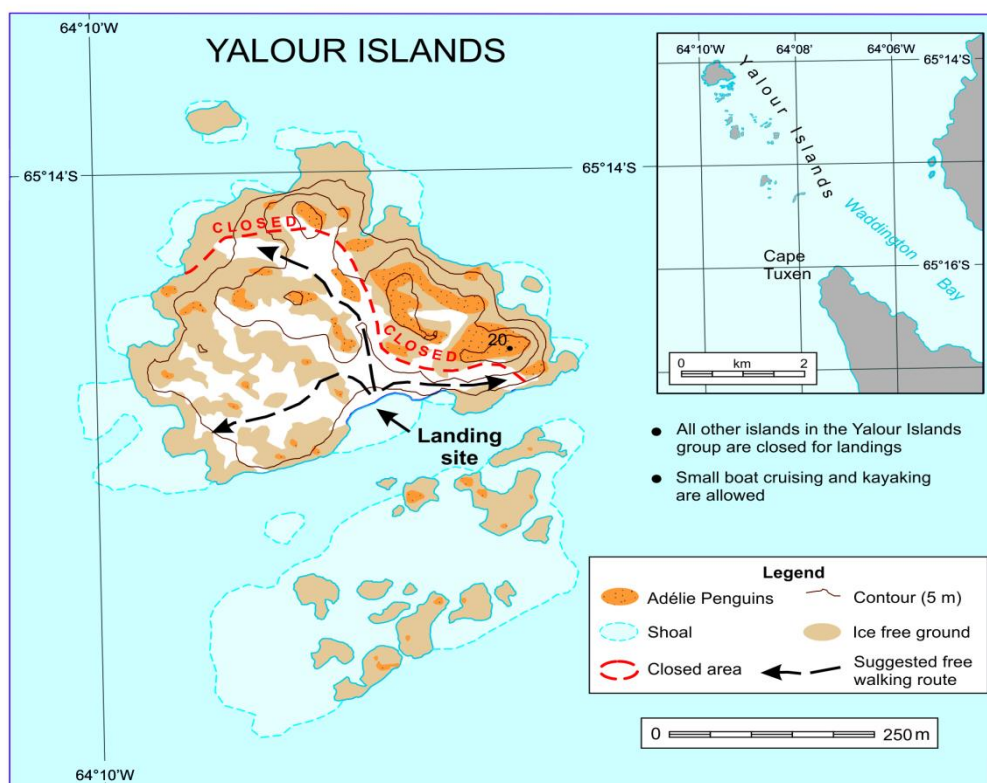 64°10'W
YALOUR ISLANDS
65°14'S
CLOSED
CLOSED
20
Landing
site
64°10'W
64°10'W
64°08'
64°06'W
65°14'S
Yalour Islands
Waddington Bay
Cape
Tuxen
65°16'S
0 km 2
All other islands in the Yalour Islands
group are closed for landings
Small boat cruising and kayaking
are allowed
Legend
Adélie Penguins
Contour (5 m)
Shoal
Ice free ground
Closed area
Suggested free
walking route
0 250 m